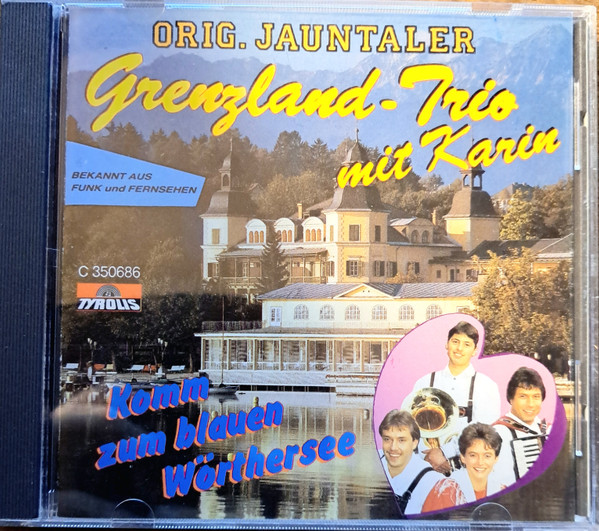 ORIG. JAUNTALER
Grenzland-Trio
mit Karin
BEKANNT AUS
FUNK und FERNSEHEN
C 350686
TYROLIS
Komm
zum blauen
Wörthersee